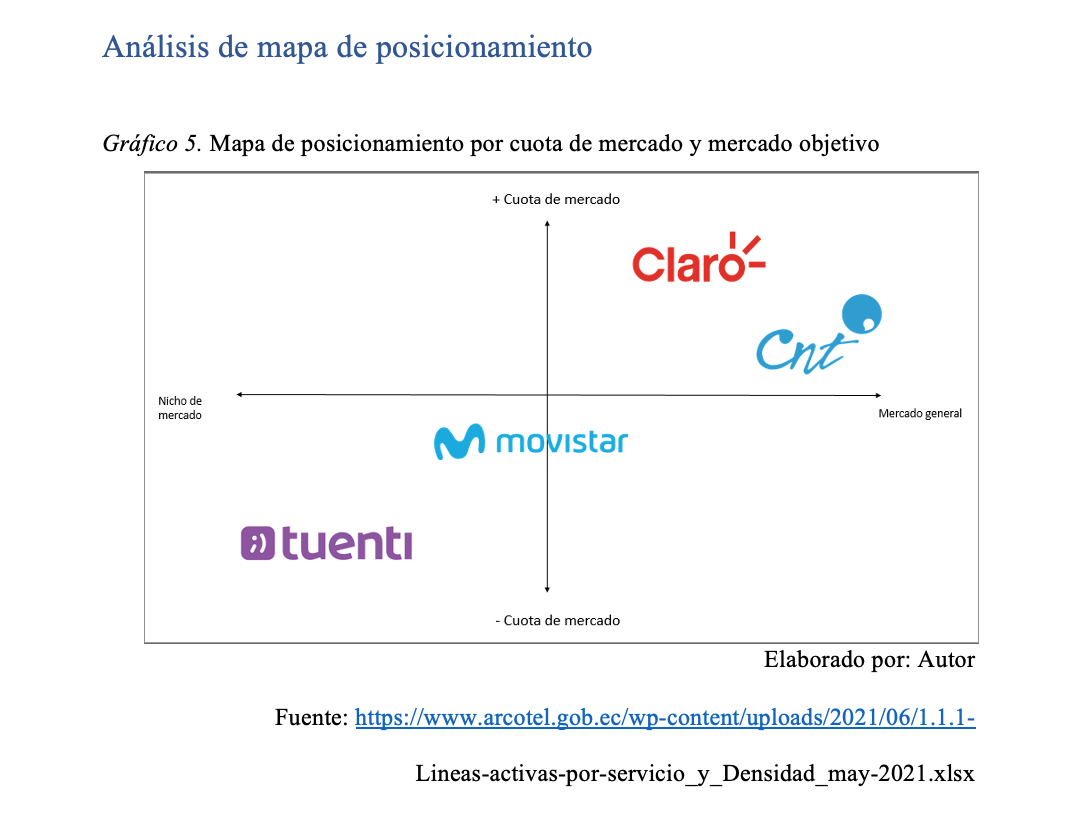 Análisis de mapa de posicionamiento
Gráfico 5. Mapa de posicionamiento por cuota de mercado y mercado objetivo
+ Cuota de mercado
Claro
Cnt
Nicho de
mercado
Mercado general
movistar
;) tuenti
- Cuota de mercado
Elaborado por: Autor
Fuente: https://www.arcotel.gob.ec/wp-content/uploads/2021/06/1.1.1-
Lineas-activas-por-servicio_y_Densidad_may-2021.xlsx